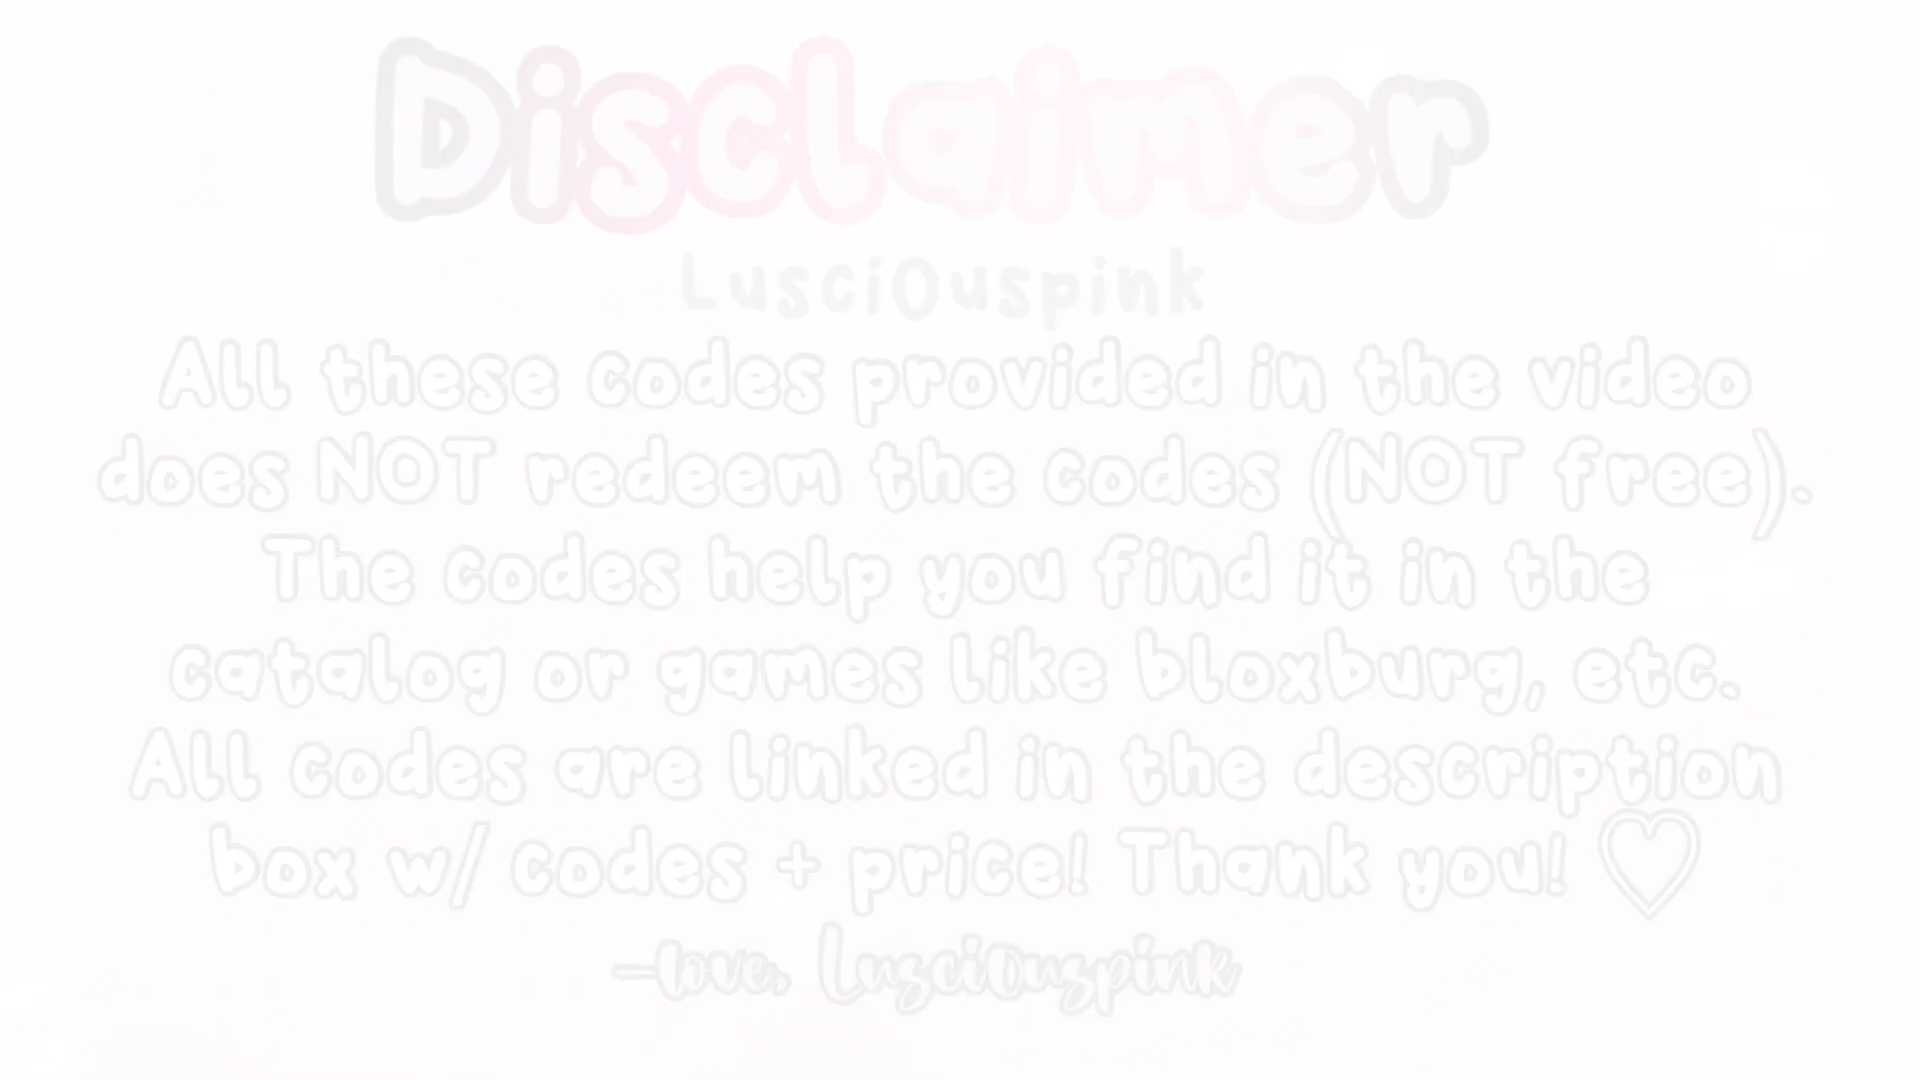 Disclaimer
Lusci0uspink
All these codes provided in the video
does NOT redeem the codes (NOT free).
The codes help you find it in the
catalog or games like bloxburg, etc.
All codes are linked in the description
box w/ codes + price! Thank you! ♡
-love, Lusci0uspink